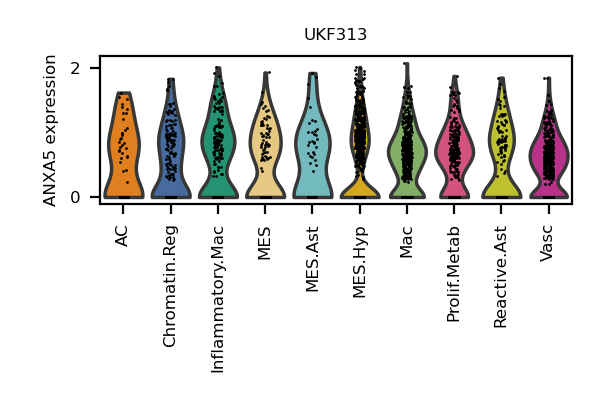 UKF313
ANXA5 expression
2
0
AC
Chromatin.Reg
Inflammatory.Mac
MES
MES.Ast
MES.Hyp
Mac
Prolif.Metab
Reactive.Ast
Vasc